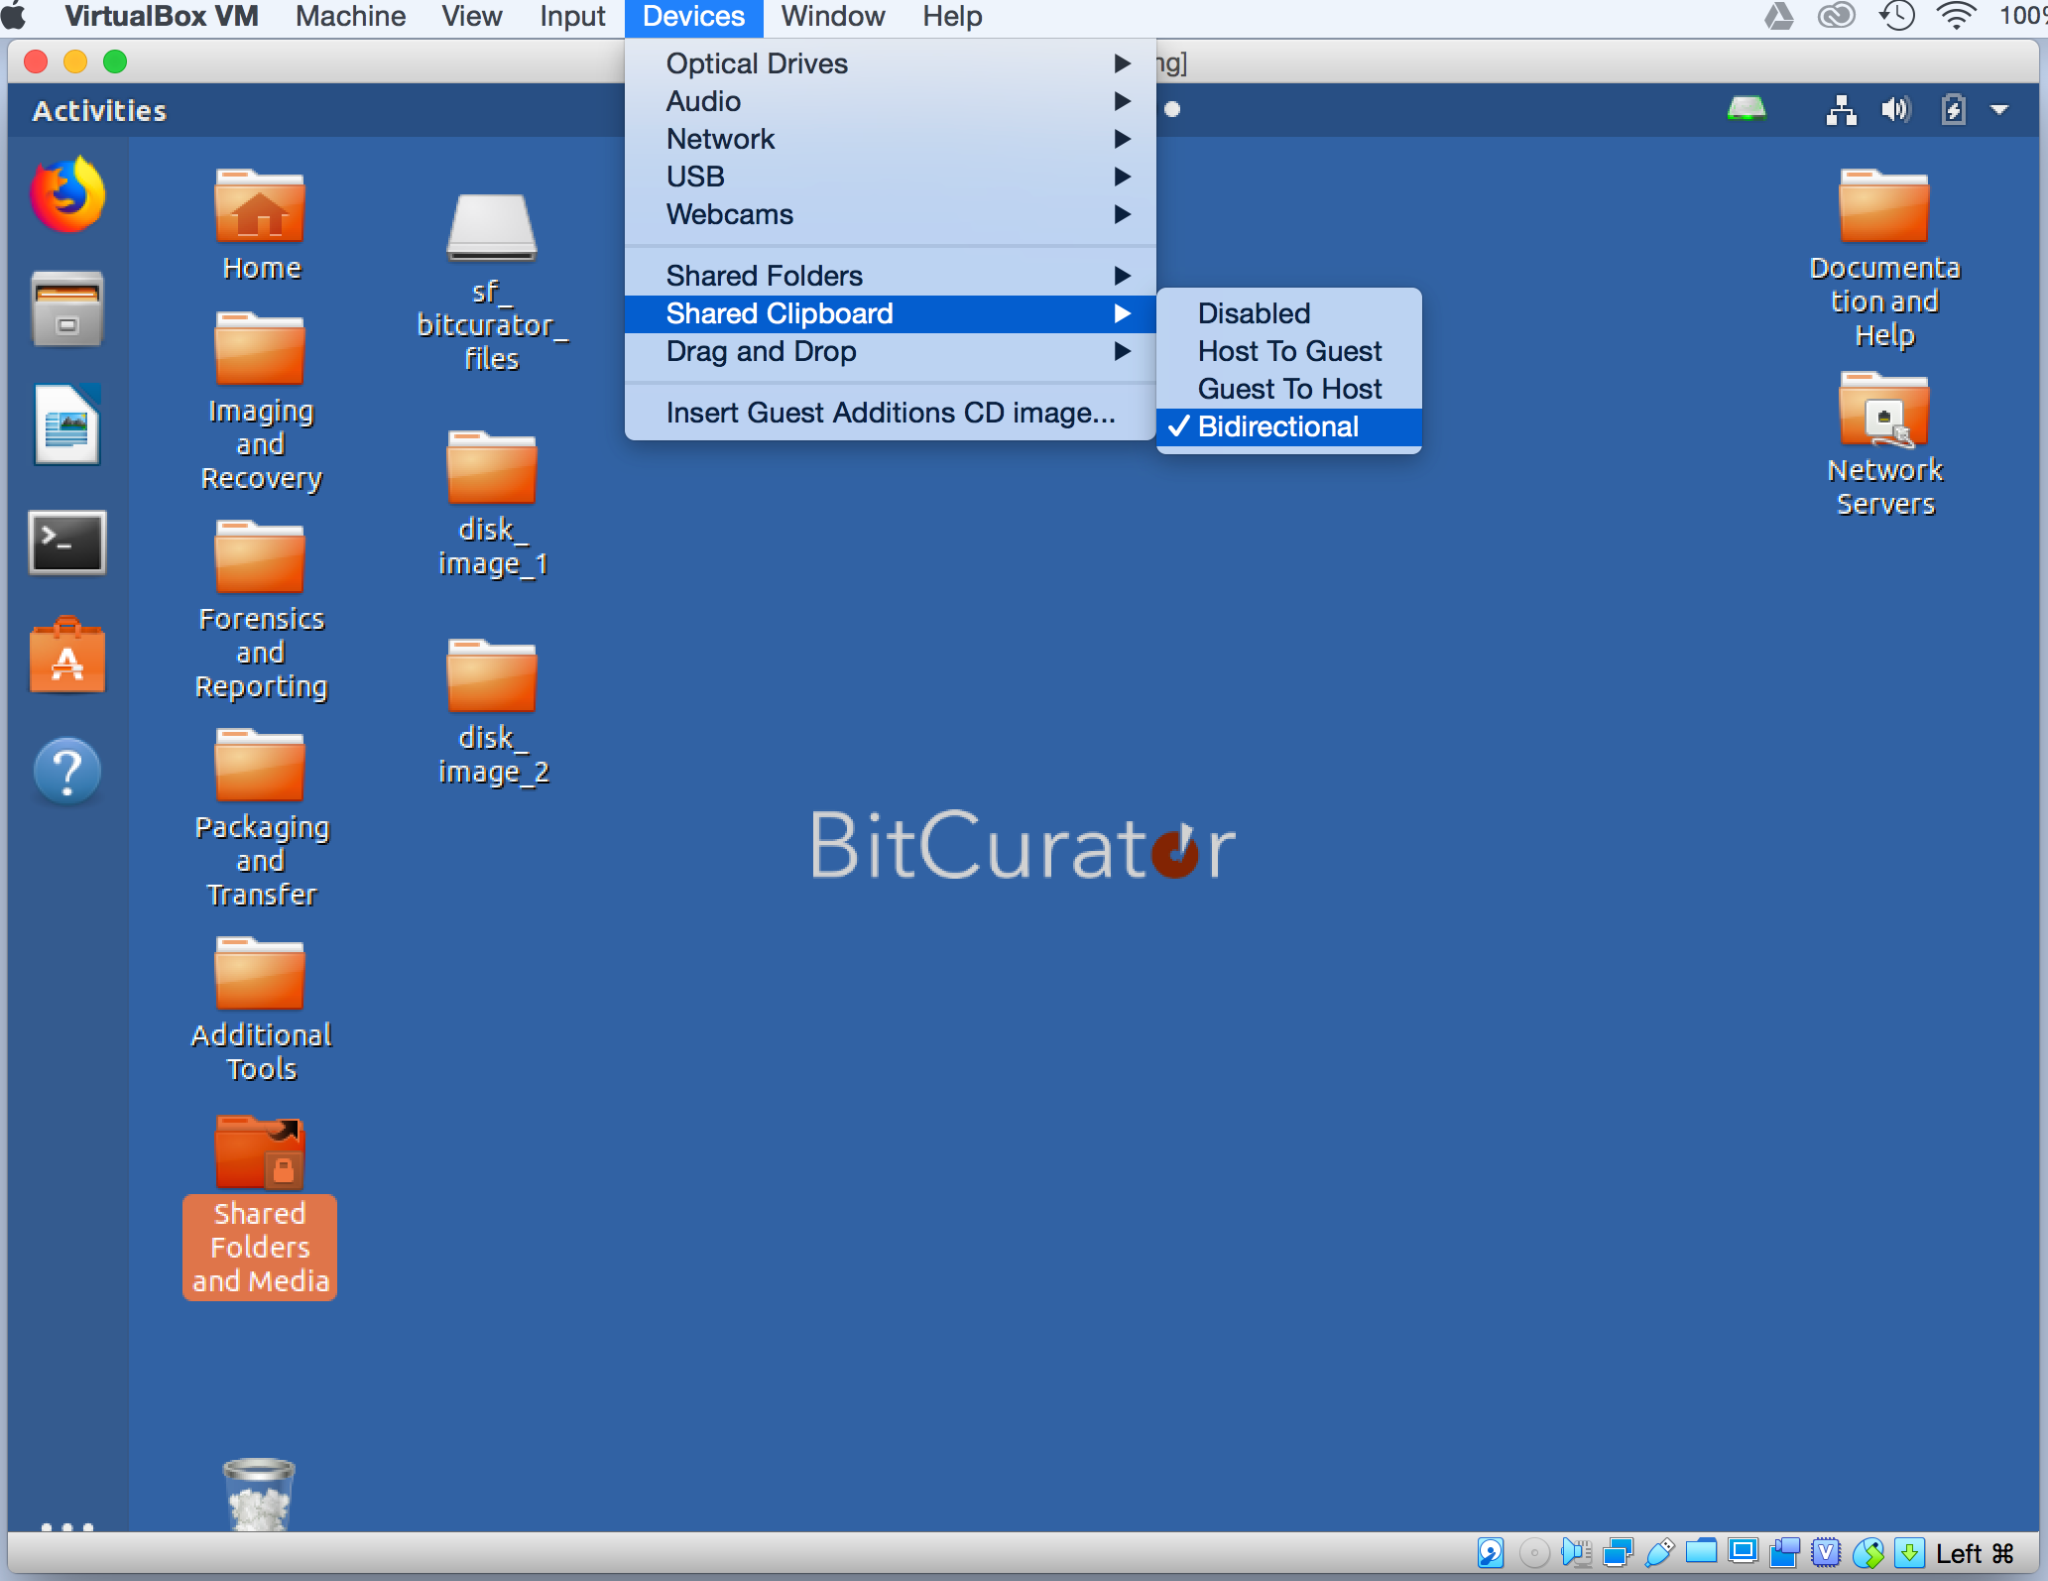 VirtualBox VM Machine View Input Devices Window Help 100%
Optical Drives
ng]
Audio
Network
USB
Webcams
Shared Folders
Shared Clipboard
Drag and Drop
Insert Guest Additions CD image...
Disabled
Host To Guest
Guest To Host
✓ Bidirectional
Activities
Home
Imaging
and
Recovery
Forensics
and
Reporting
Packaging
and
Transfer
Additional
Tools
Shared
Folders
and Media
sf_
bitcurator_
files
disk_
image_1
disk_
image_2
Documenta
tion and
Help
Network
Servers
BitCurator
Left ⌘